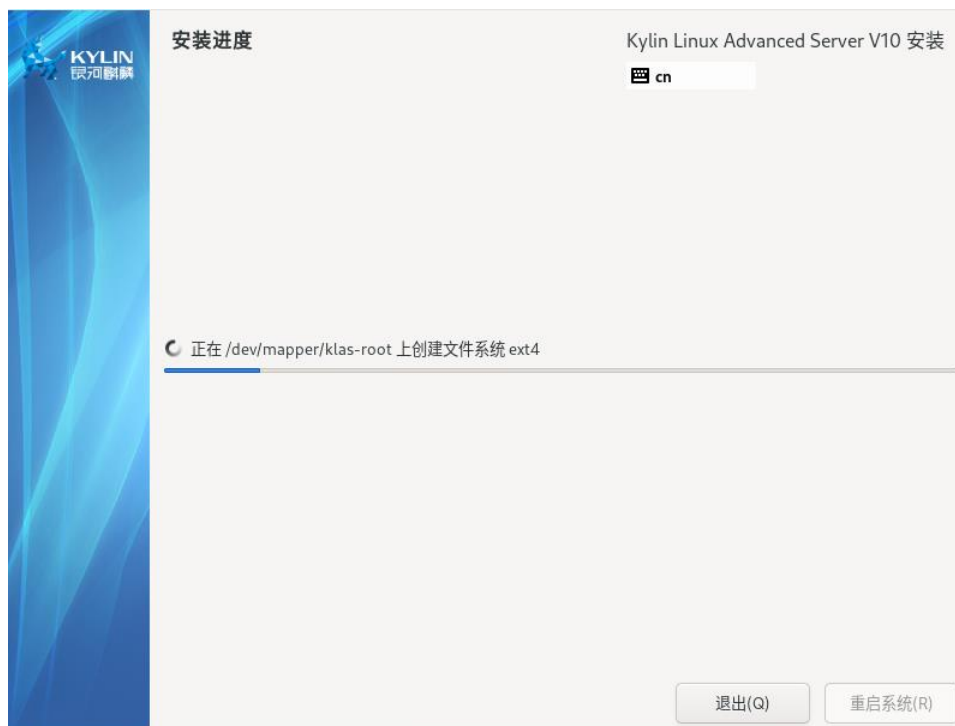 KYLIN
银河麒麟
安装进度
Kylin Linux Advanced Server V10 安装
cn
正在 /dev/mapper/klas-root 上创建文件系统 ext4
退出(Q)
重启系统(R)